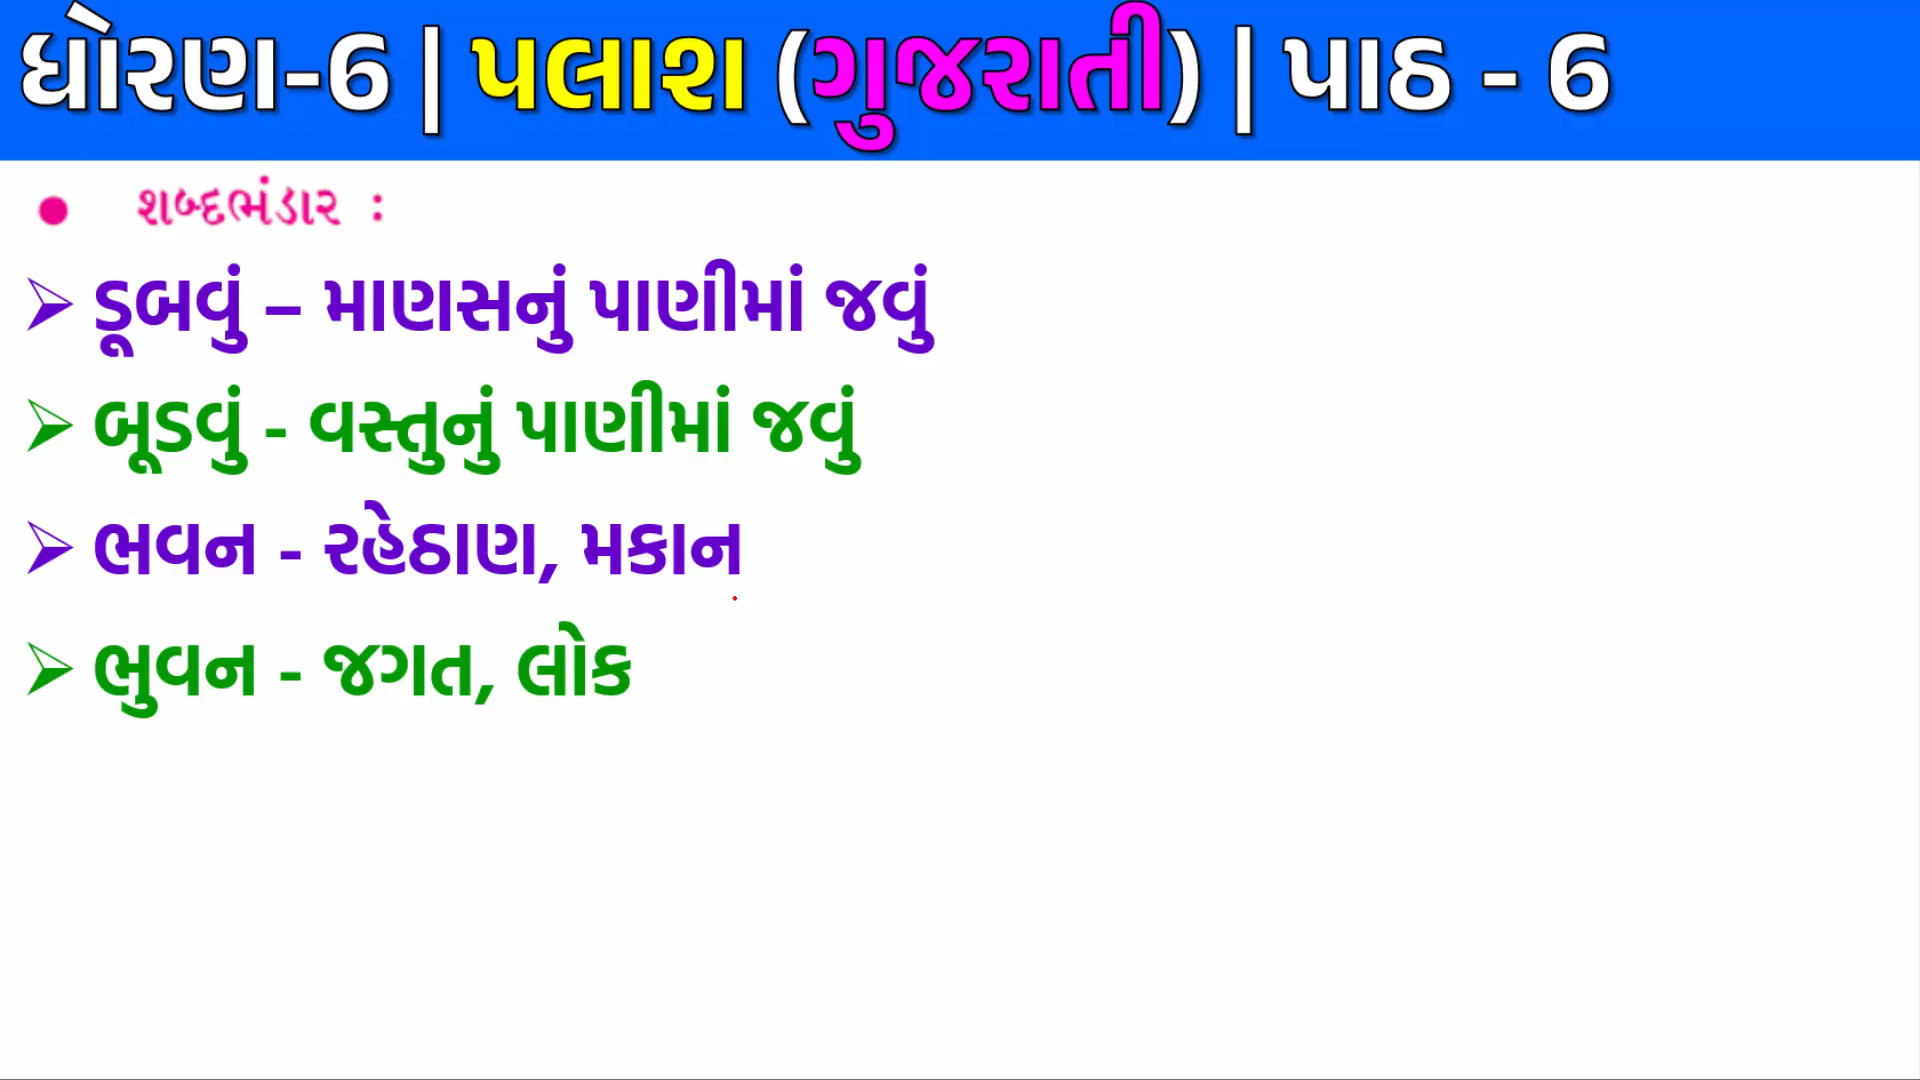 ધોરણ-6 | પલાશ (ગુજરાતી) | પાઠ - 6
● શબ્દભંડાર :
➢ ડૂબવું – માણસનું પાણીમાં જવું
➢ બૂડવું - વસ્તુનું પાણીમાં જવું
➢ ભવન - રહેઠાણ, મકાન
➢ ભુવન - જગત, લોક